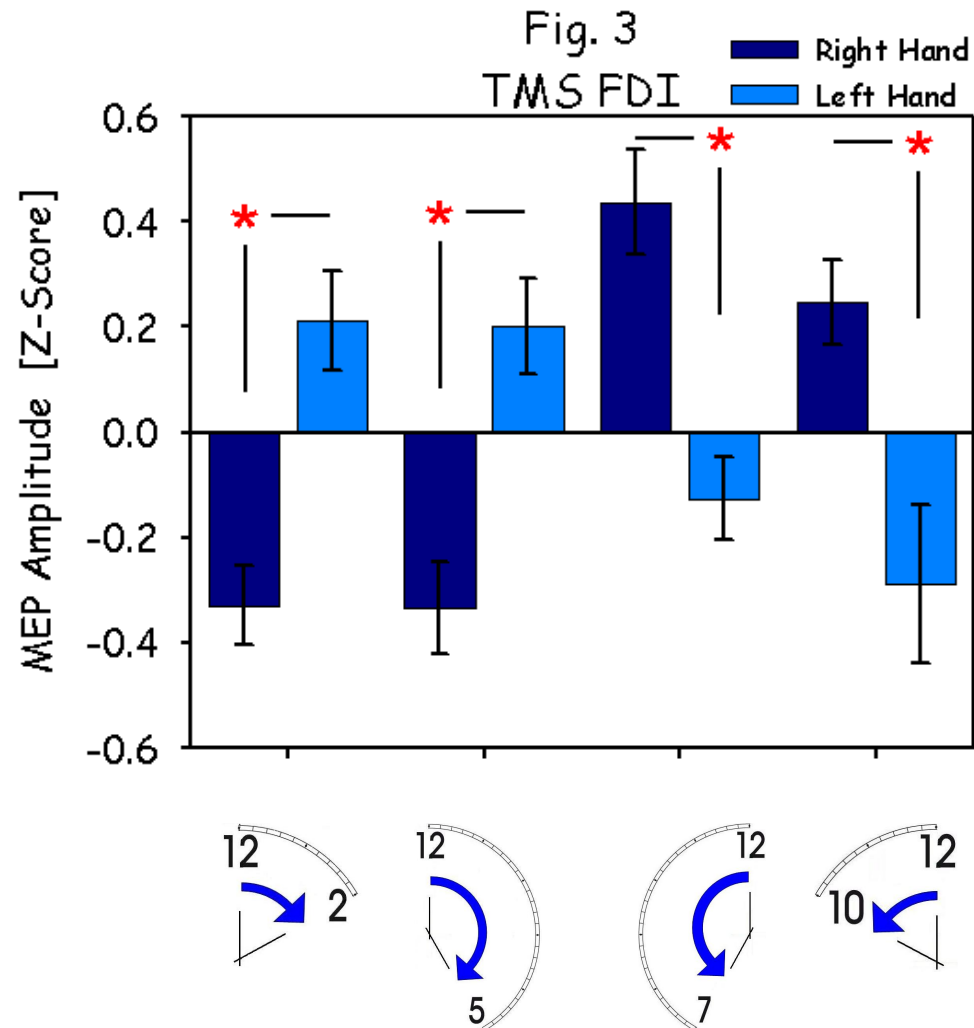 Fig. 3
TMS FDI
Right Hand
Left Hand
MEP Amplitude [Z-Score]
0.6
0.4
0.2
0.0
-0.2
-0.4
-0.6
* * * *
12 2
12 5
12 7
12 10